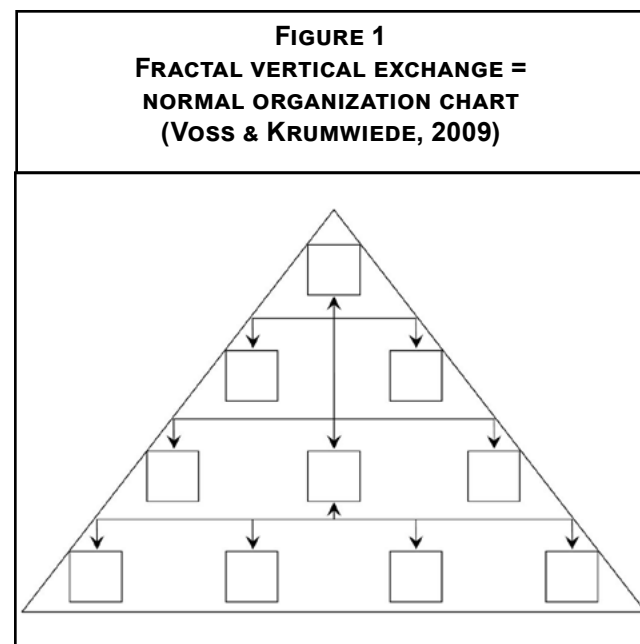 FIGURE 1
FRACTAL VERTICAL EXCHANGE =
NORMAL ORGANIZATION CHART
(VOSS & KRUMWIEDE, 2009)